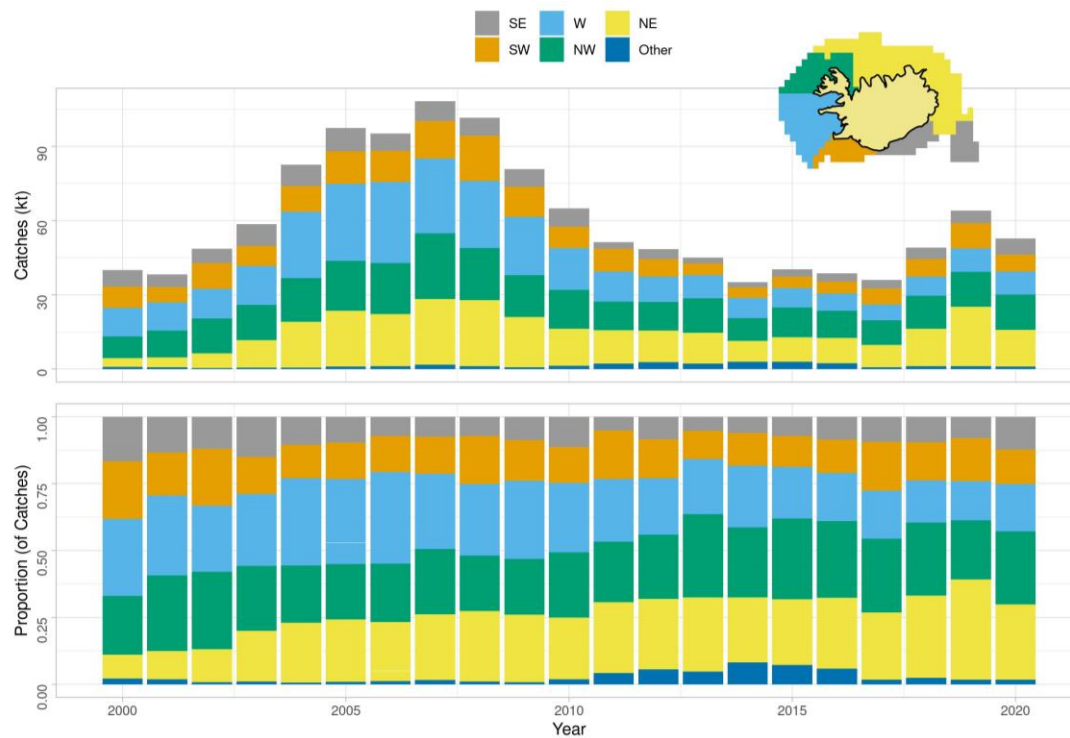 SE W NE
SW NW Other
Catches (kt)
90
60
30
0
Proportion (of Catches)
1.00
0.75
0.50
0.25
0.00
2000 2005 2010 2015 2020
Year